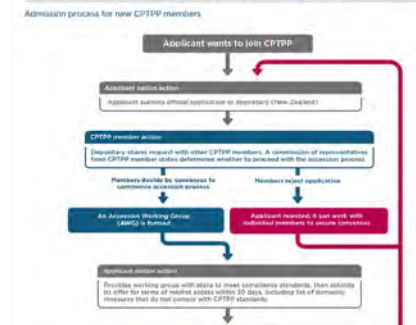 Admission process for new CPTPP members
Applicant wants to join CPTPP
Applicant nation action
Applicant submits official application to depositary (New Zealand)
CPTPP member action
Depositary shares request with other CPTPP members. A commission of representatives
from CPTPP member states determines whether to proceed with the accession process
Members decide by consensus to
commence accession process
Members reject application
An Accession Working Group
(AWG) is formed
Applicant rejected; it can work with
individual members to secure consensus
Applicant nation action
Provides working group with plans to meet compliance standards, then submits
its offer for terms of market access within 30 days, including list of domestic
measures that do not comply with CPTPP standards